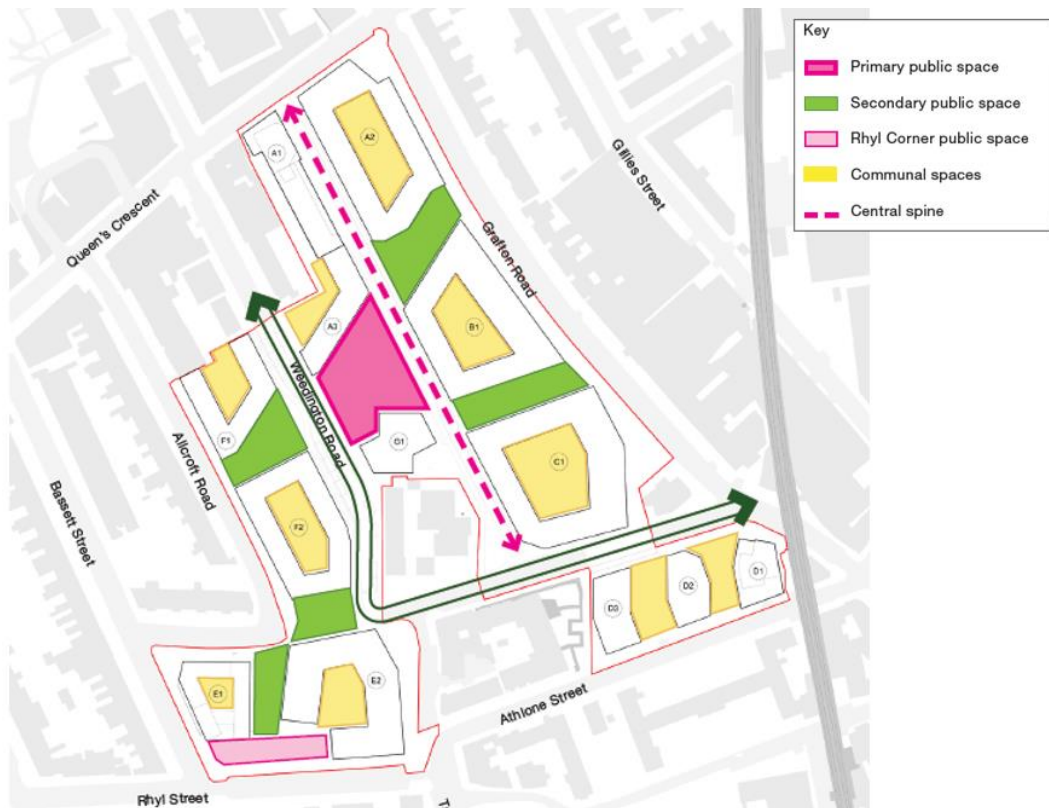 Key
Primary public space
Secondary public space
Rhyl Corner public space
Communal spaces
Central spine
A2
A1
Gillies Street
Queen's Crescent
Grafton Road
A3
B1
Weedington Road
G1
F1
Allcroft Road
C1
Bassett Street
F2
D1
D2
D3
E2
E1
Athlone Street
Rhyl Street